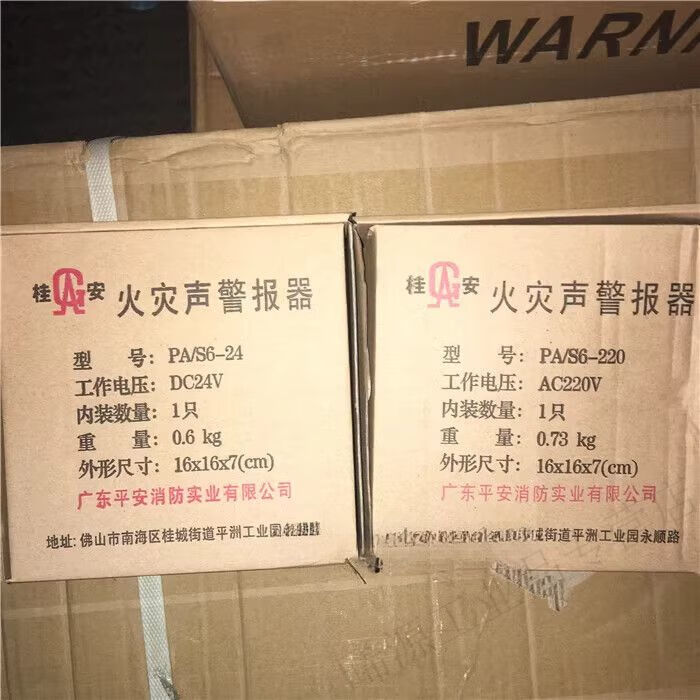 WARN
桂 安 火灾声警报器
型 号: PA/S6-24
工作电压: DC24V
内装数量: 1只
重 量: 0.6 kg
外形尺寸: 16x16x7(cm)
广东平安消防实业有限公司
地址: 佛山市南海区桂城街道平洲工业园
桂 安 火灾声警报器
型 号: PA/S6-220
工作电压: AC220V
内装数量: 1只
重 量: 0.73 kg
外形尺寸: 16x16x7(cm)
广东平安消防实业有限公司
城街道平洲工业园永顺路